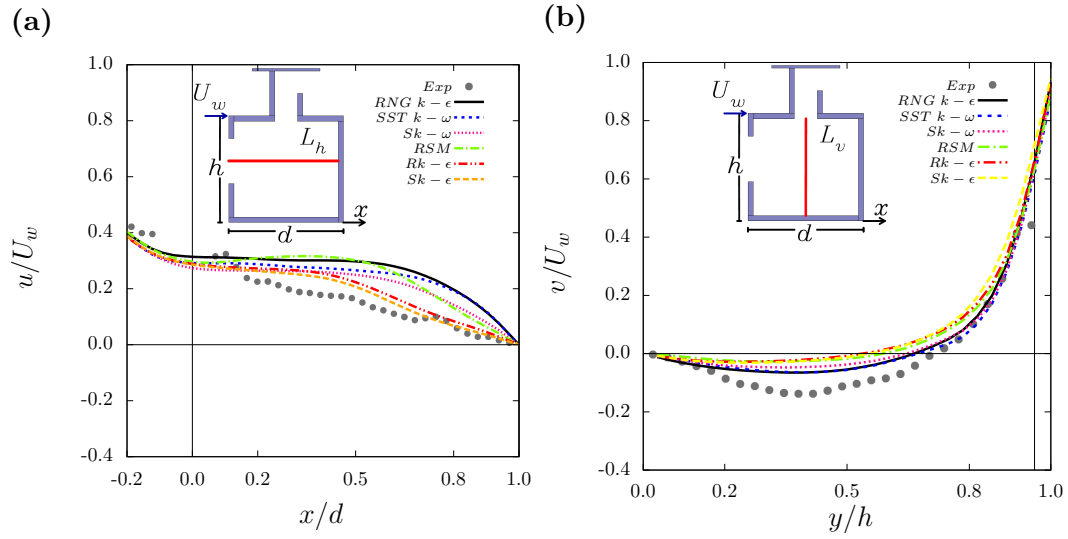 (a)
1.0
0.8
0.6
0.4
0.2
0.0
-0.2
-0.4
u/U_w
-0.2
0.0
0.2
0.5
0.8
1.0
x/d
Exp
RNG k − ϵ
SST k − ω
Sk − ω
RSM
Rk − ϵ
Sk − ϵ
U_w
L_h
h
x
d
(b)
1.0
0.8
0.6
0.4
0.2
0.0
-0.2
-0.4
v/U_w
0.0
0.2
0.5
0.8
1.0
y/h
Exp
RNG k − ϵ
SST k − ω
Sk − ω
RSM
Rk − ϵ
Sk − ϵ
U_w
L_v
h
x
d